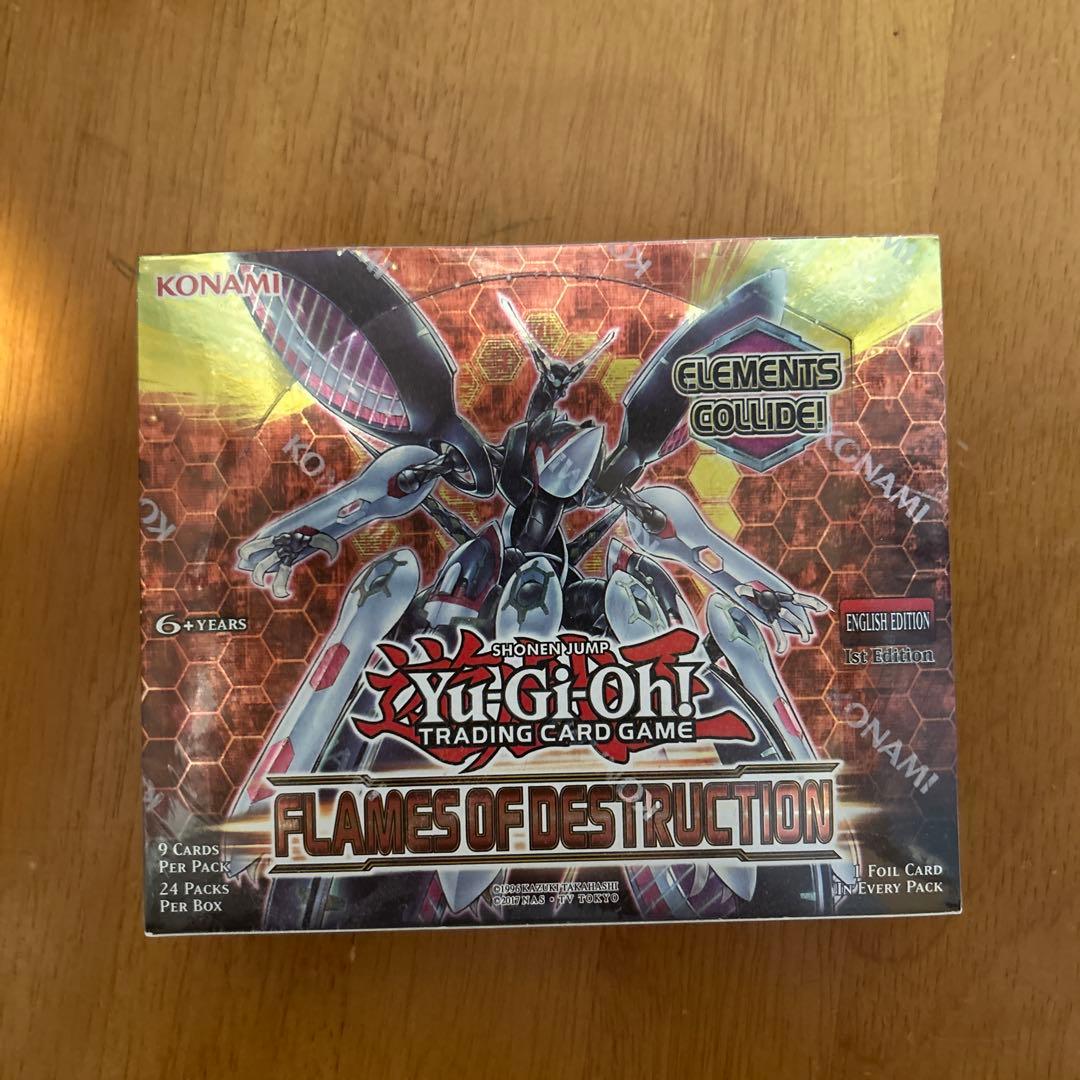 KONAMI
ELEMENTS
COLLIDE!
KONAMI
6+YEARS
ENGLISH EDITION
1st Edition
SHONEN JUMP
遊戯王
Yu-Gi-Oh!
TRADING CARD GAME
KONAMI
FLAMES OF DESTRUCTION
9 CARDS
PER PACK
24 PACKS
PER BOX
©1996 KAZUKI TAKAHASHI
©2017 NAS • TV TOKYO
1 FOIL CARD
IN EVERY PACK